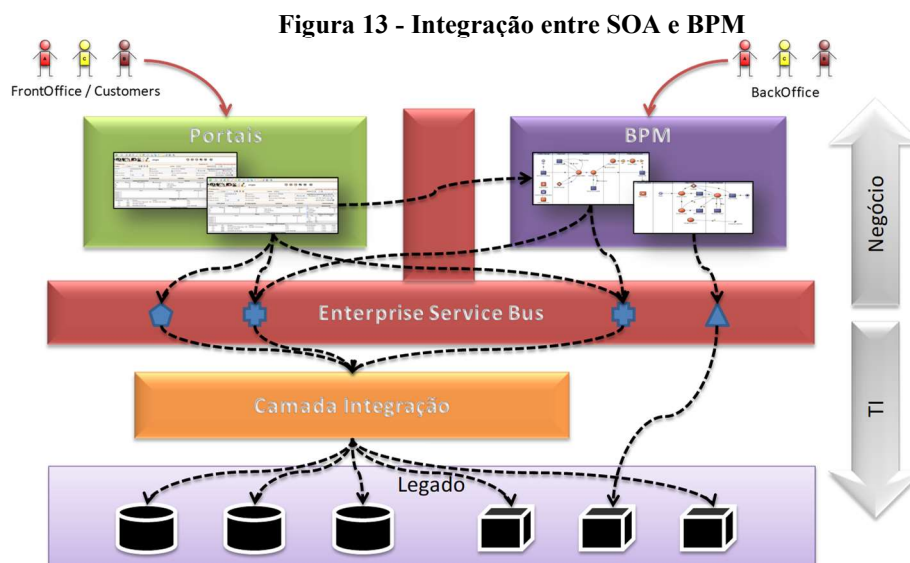 Figura 13 - Integração entre SOA e BPM
FrontOffice / Customers
BackOffice
Portais
BPM
Negócio
Enterprise Service Bus
Camada Integração
TI
Legado